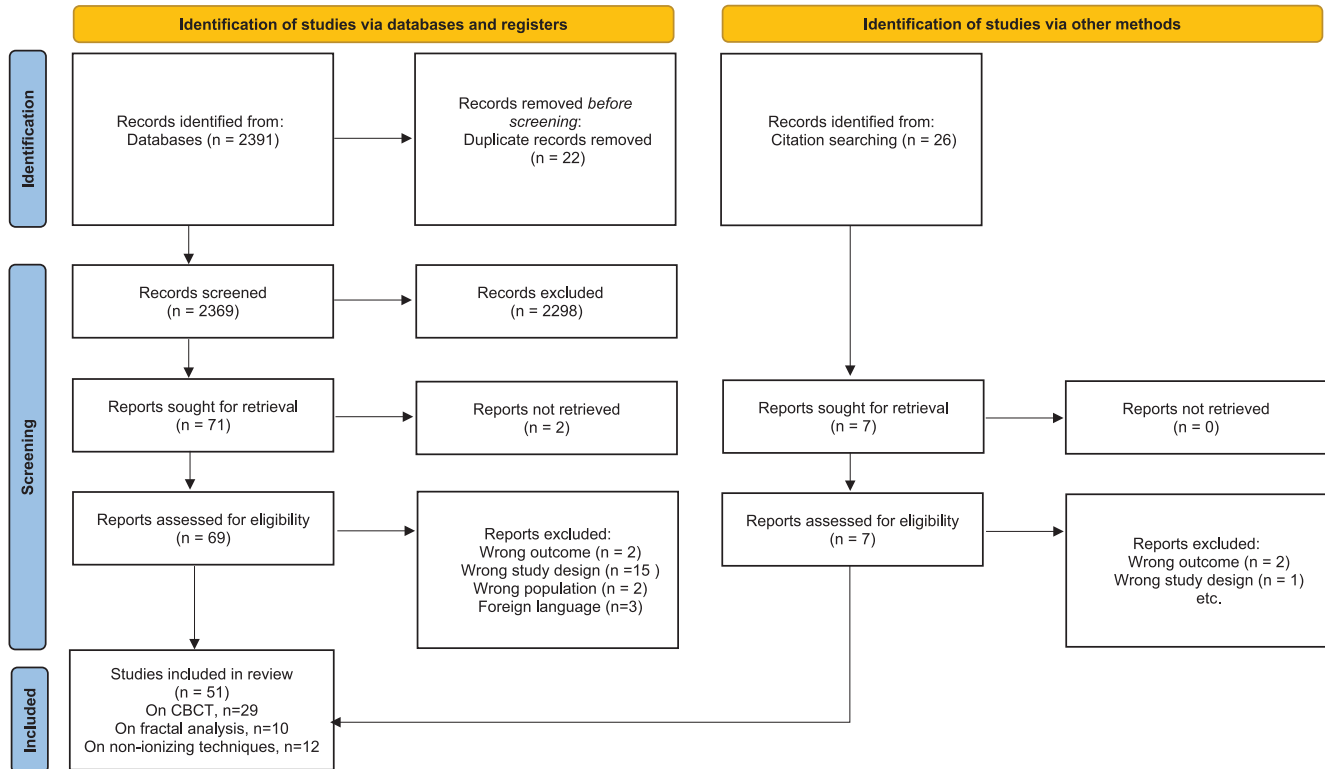 Identification of studies via databases and registers
Identification of studies via other methods
Identification
Records identified from:
Databases (n = 2391)
Records removed before
screening:
Duplicate records removed
(n = 22)
Records identified from:
Citation searching (n = 26)
Screening
Records screened
(n = 2369)
Records excluded
(n = 2298)
Reports sought for retrieval
(n = 71)
Reports not retrieved
(n = 2)
Reports sought for retrieval
(n = 7)
Reports not retrieved
(n = 0)
Reports assessed for eligibility
(n = 69)
Reports excluded:
Wrong outcome (n = 2)
Wrong study design (n =15 )
Wrong population (n = 2)
Foreign language (n=3)
Reports assessed for eligibility
(n = 7)
Reports excluded:
Wrong outcome (n = 2)
Wrong study design (n = 1)
etc.
Included
Studies included in review
(n = 51)
On CBCT, n=29
On fractal analysis, n=10
On non-ionizing techniques, n=12